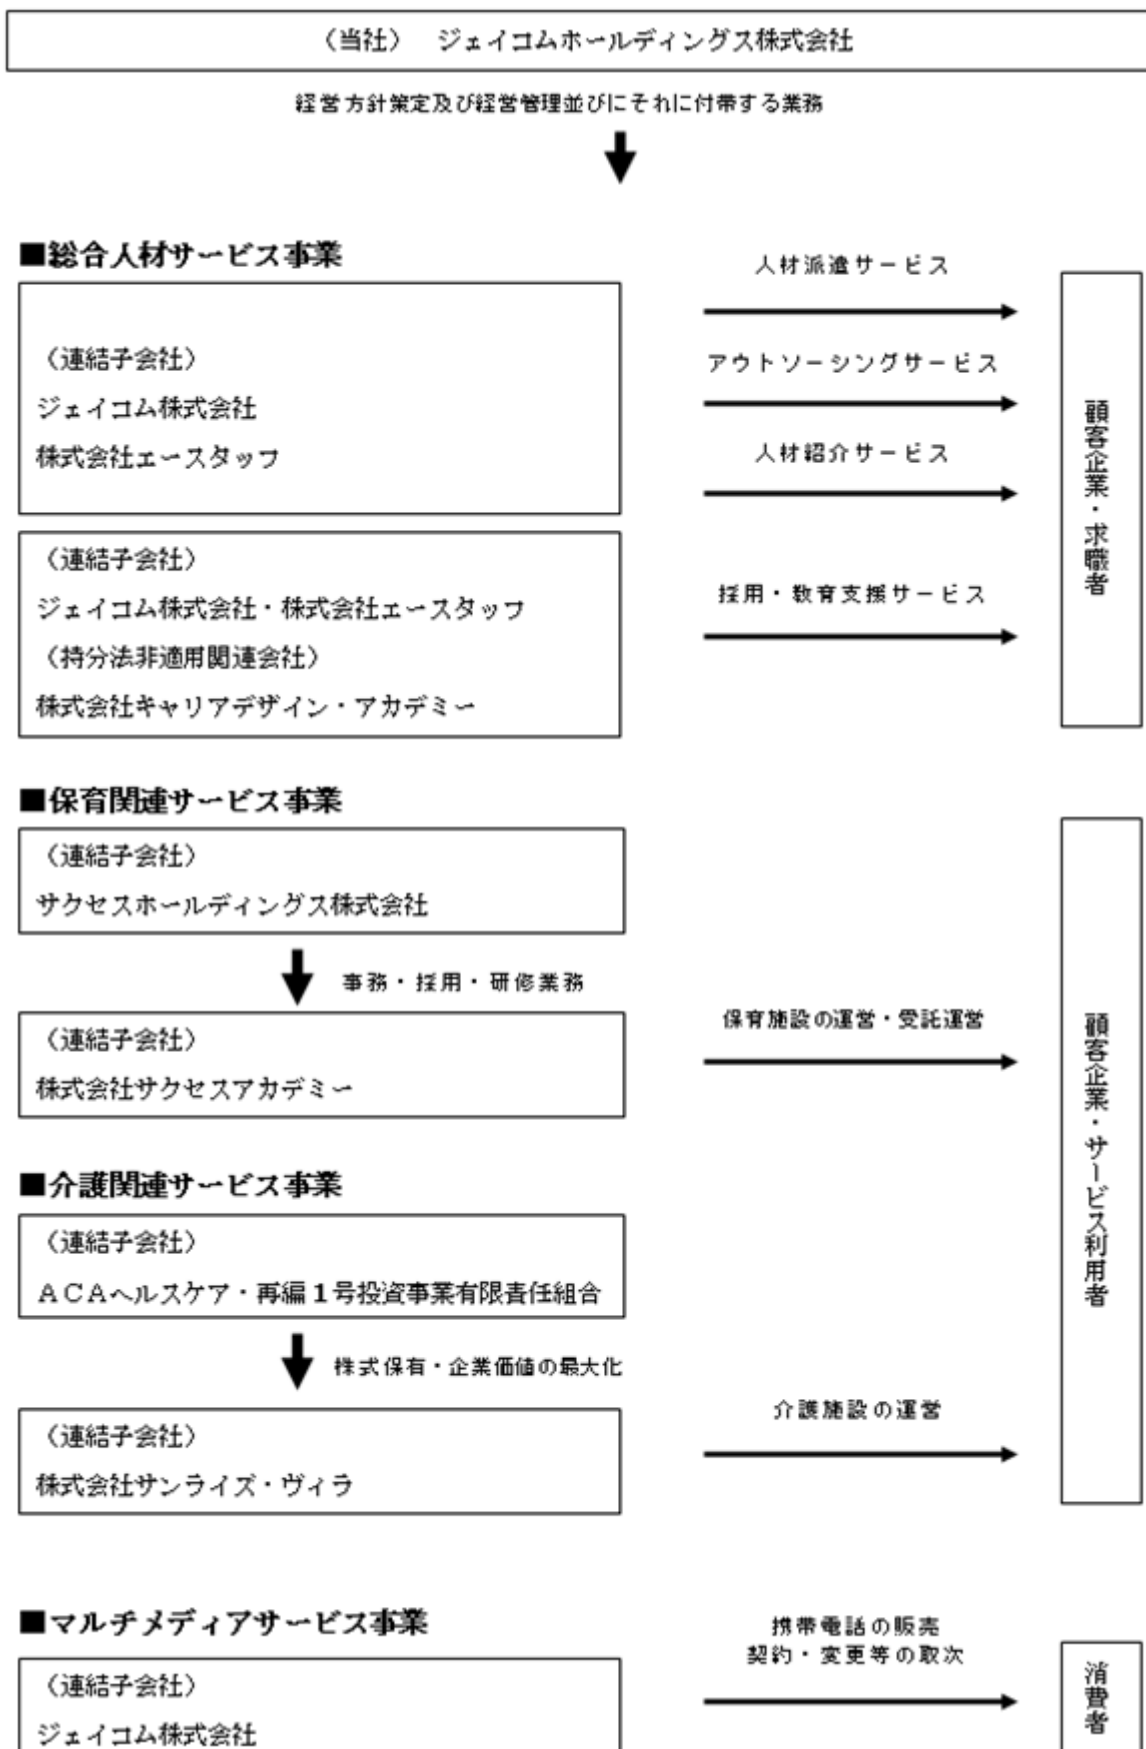 （当社）　ジェイコムホールディングス株式会社
経営方針策定及び経営管理並びにそれに付帯する業務
■総合人材サービス事業
（連結子会社）
ジェイコム株式会社
株式会社エースタッフ
人材派遣サービス
アウトソーシングサービス
人材紹介サービス
（連結子会社）
ジェイコム株式会社・株式会社エースタッフ
（持分法非適用関連会社）
株式会社キャリアデザイン・アカデミー
採用・教育支援サービス
顧客企業・求職者
■保育関連サービス事業
（連結子会社）
サクセスホールディングス株式会社
事務・採用・研修業務
（連結子会社）
株式会社サクセスアカデミー
保育施設の運営・受託運営
■介護関連サービス事業
（連結子会社）
ＡＣＡヘルスケア・再編１号投資事業有限責任組合
株式保有・企業価値の最大化
（連結子会社）
株式会社サンライズ・ヴィラ
介護施設の運営
顧客企業・サービス利用者
■マルチメディアサービス事業
（連結子会社）
ジェイコム株式会社
携帯電話の販売
契約・変更等の取次
消費者